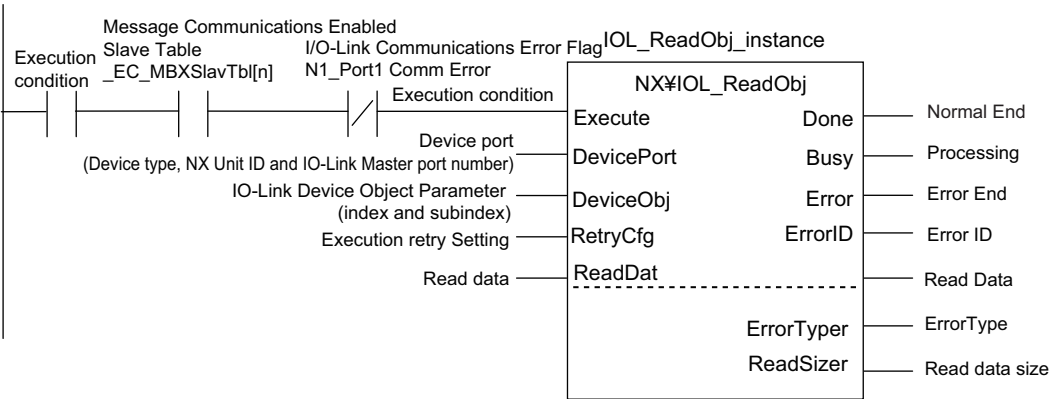 Message Communications Enabled
Slave Table
_EC_MBXSlavTbl[n]
Execution
condition
I/O-Link Communications Error Flag
N1_Port1 Comm Error
Execution condition
IOL_ReadObj_instance
NX¥IOL_ReadObj
Execute Done Normal End
Device port
(Device type, NX Unit ID and IO-Link Master port number)
DevicePort Busy Processing
IO-Link Device Object Parameter
(index and subindex)
DeviceObj Error Error End
Execution retry Setting RetryCfg ErrorID Error ID
Read data ReadDat Read Data
ErrorTyper ErrorType
ReadSizer Read data size